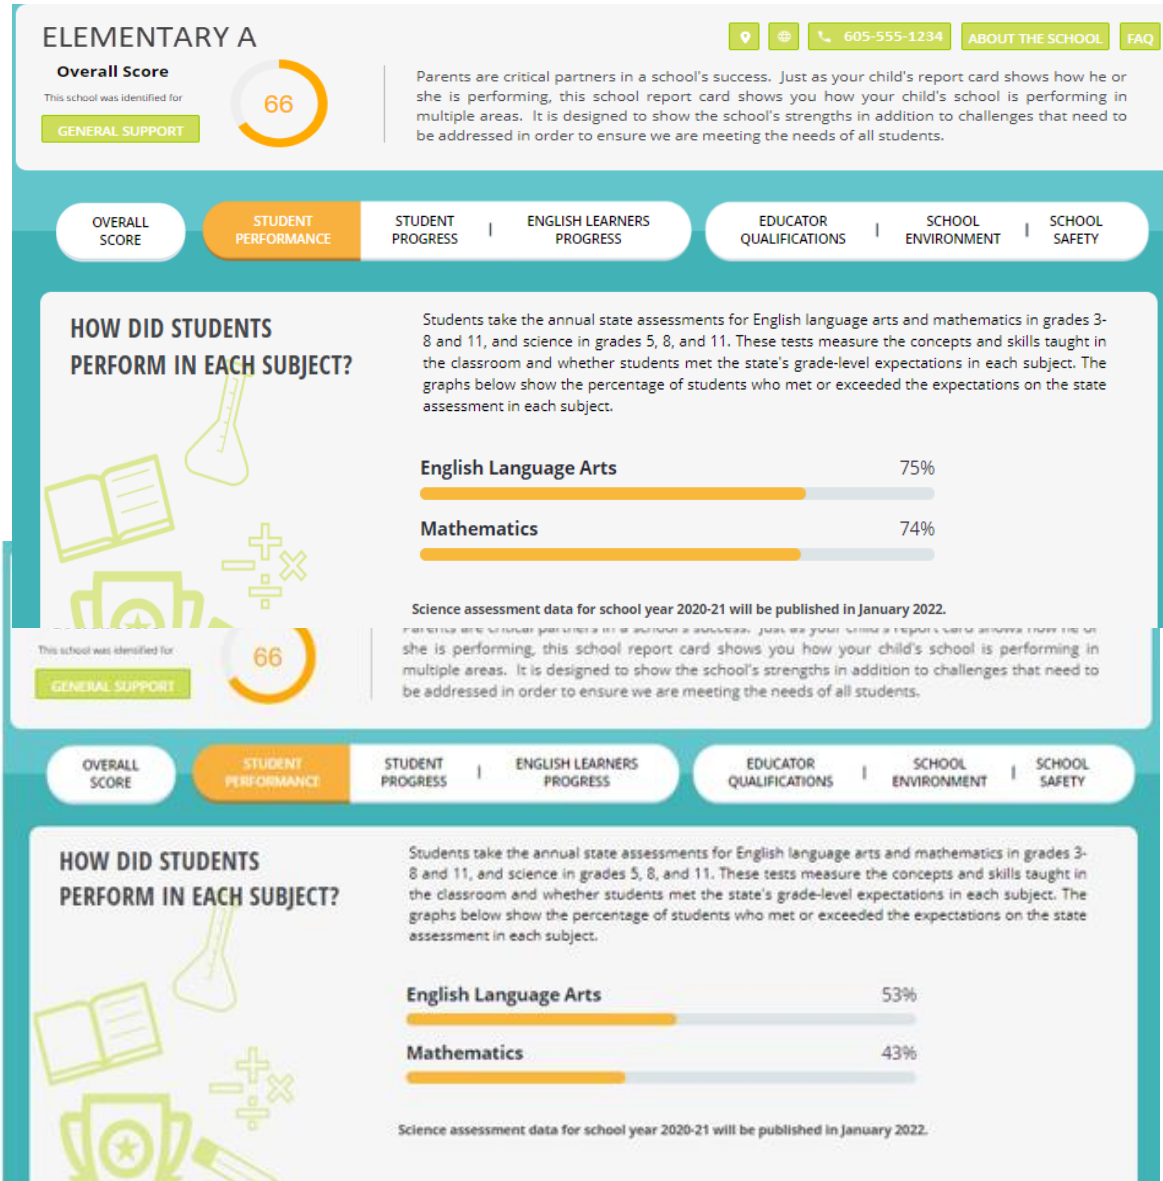 ELEMENTARY A
605-555-1234
ABOUT THE SCHOOL
FAQ
Overall Score
This school was identified for
GENERAL SUPPORT
66
Parents are critical partners in a school's success. Just as your child's report card shows how he or
she is performing, this school report card shows you how your child's school is performing in
multiple areas. It is designed to show the school's strengths in addition to challenges that need to
be addressed in order to ensure we are meeting the needs of all students.
OVERALL
SCORE
STUDENT
PERFORMANCE
STUDENT
PROGRESS
ENGLISH LEARNERS
PROGRESS
EDUCATOR
QUALIFICATIONS
SCHOOL
ENVIRONMENT
SCHOOL
SAFETY
HOW DID STUDENTS
PERFORM IN EACH SUBJECT?
Students take the annual state assessments for English language arts and mathematics in grades 3-
8 and 11, and science in grades 5, 8, and 11. These tests measure the concepts and skills taught in
the classroom and whether students met the state's grade-level expectations in each subject. The
graphs below show the percentage of students who met or exceeded the expectations on the state
assessment in each subject.
English Language Arts 75%
Mathematics 74%
Science assessment data for school year 2020-21 will be published in January 2022.
Parents are critical partners in a school's success. Just as your child's report card shows how he or
This school was identified for
GENERAL SUPPORT
66
she is performing, this school report card shows you how your child's school is performing in
multiple areas. It is designed to show the school's strengths in addition to challenges that need to
be addressed in order to ensure we are meeting the needs of all students.
OVERALL
SCORE
STUDENT
PERFORMANCE
STUDENT
PROGRESS
ENGLISH LEARNERS
PROGRESS
EDUCATOR
QUALIFICATIONS
SCHOOL
ENVIRONMENT
SCHOOL
SAFETY
HOW DID STUDENTS
PERFORM IN EACH SUBJECT?
Students take the annual state assessments for English language arts and mathematics in grades 3-
8 and 11, and science in grades 5, 8, and 11. These tests measure the concepts and skills taught in
the classroom and whether students met the state's grade-level expectations in each subject. The
graphs below show the percentage of students who met or exceeded the expectations on the state
assessment in each subject.
English Language Arts 53%
Mathematics 43%
Science assessment data for school year 2020-21 will be published in January 2022.